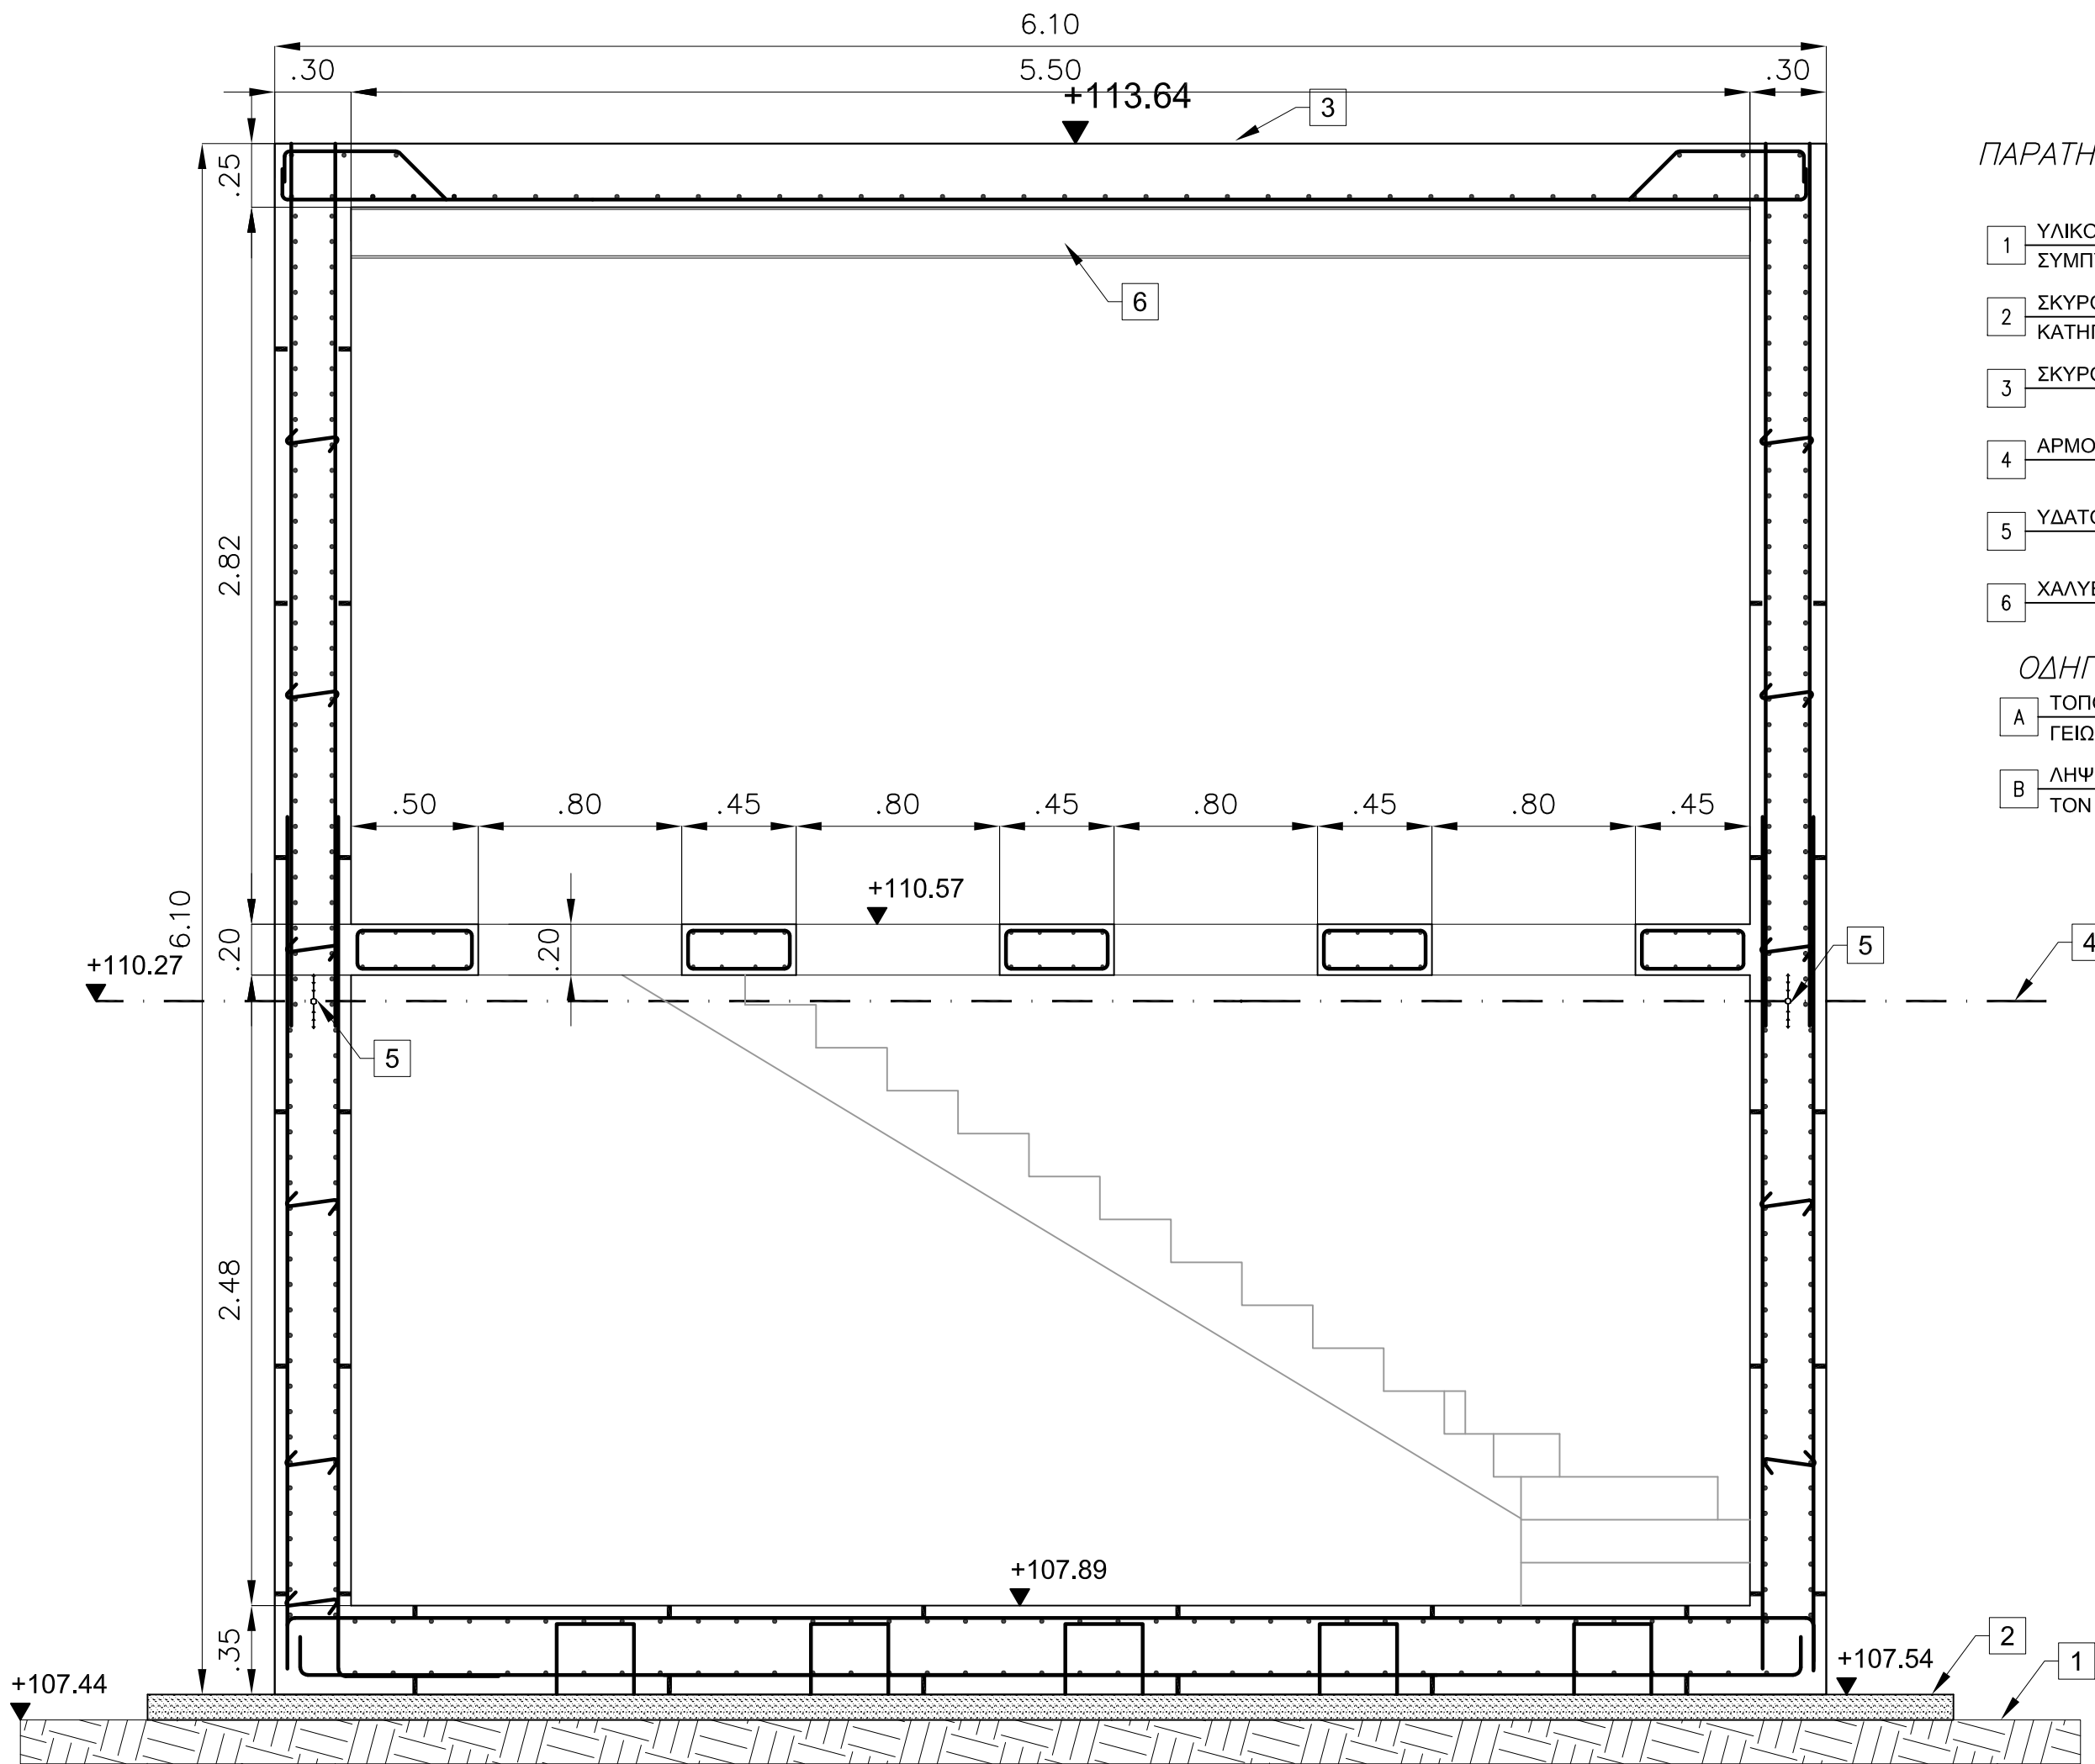 6.10
.30
5.50
.30
+113.64
3
.25
6
2.82
.50
.80
.45
.80
.45
.80
.45
.80
.45
+110.57
6.10
.20
.20
+110.27
5
4
5
2.48
+107.89
.35
2
+107.54
1
+107.44
ΠΑΡΑΤΗ
1
ΥΛΙΚΟ
ΣΥΜΠ
2
ΣΚΥΡΟ
ΚΑΤΗΓ
3
ΣΚΥΡΟ
4
ΑΡΜΟ
5
ΥΔΑΤΟ
6
ΧΑΛΥΒ
ΟΔΗΓ
Α
ΤΟΠΟ
ΓΕΙΩ
Β
ΛΗΨ
ΤΟΝ